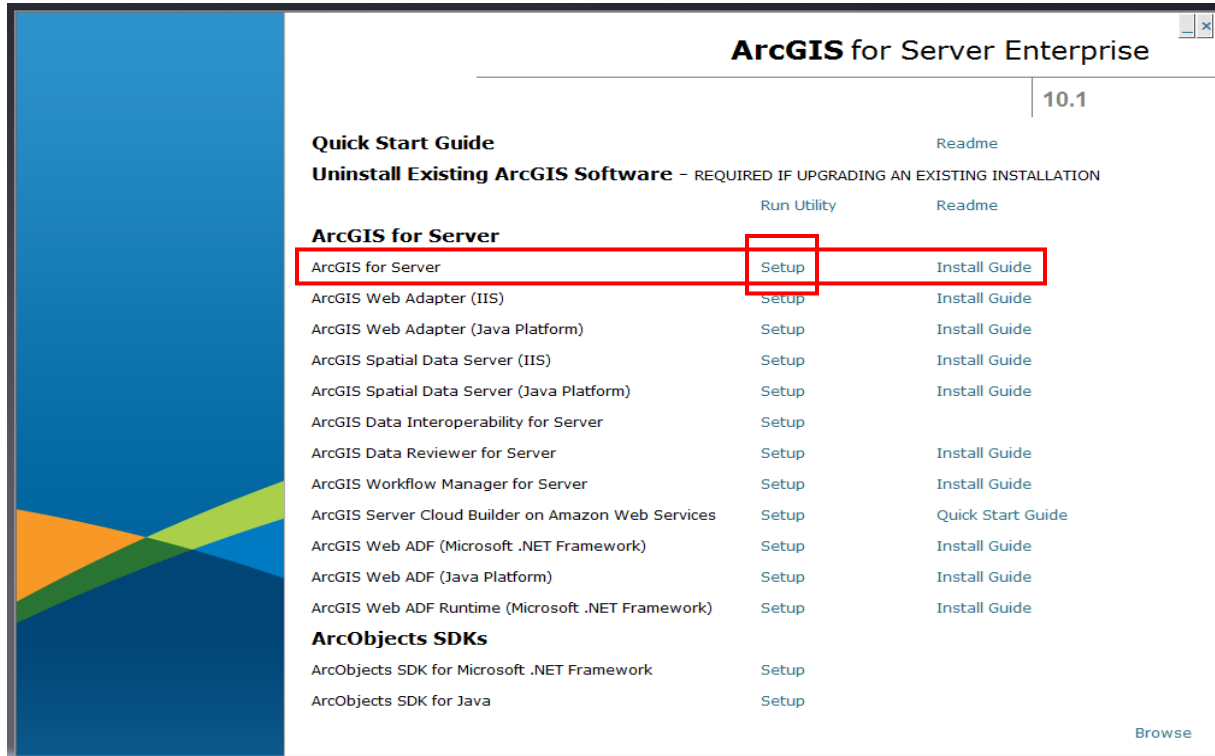 ArcGIS for Server Enterprise
10.1
Quick Start Guide Readme
Uninstall Existing ArcGIS Software - REQUIRED IF UPGRADING AN EXISTING INSTALLATION
Run Utility Readme
ArcGIS for Server
ArcGIS for Server Setup Install Guide
ArcGIS Web Adapter (IIS) Setup Install Guide
ArcGIS Web Adapter (Java Platform) Setup Install Guide
ArcGIS Spatial Data Server (IIS) Setup Install Guide
ArcGIS Spatial Data Server (Java Platform) Setup Install Guide
ArcGIS Data Interoperability for Server Setup
ArcGIS Data Reviewer for Server Setup Install Guide
ArcGIS Workflow Manager for Server Setup Install Guide
ArcGIS Server Cloud Builder on Amazon Web Services Setup Quick Start Guide
ArcGIS Web ADF (Microsoft .NET Framework) Setup Install Guide
ArcGIS Web ADF (Java Platform) Setup Install Guide
ArcGIS Web ADF Runtime (Microsoft .NET Framework) Setup Install Guide
ArcObjects SDKs
ArcObjects SDK for Microsoft .NET Framework Setup
ArcObjects SDK for Java Setup
Browse